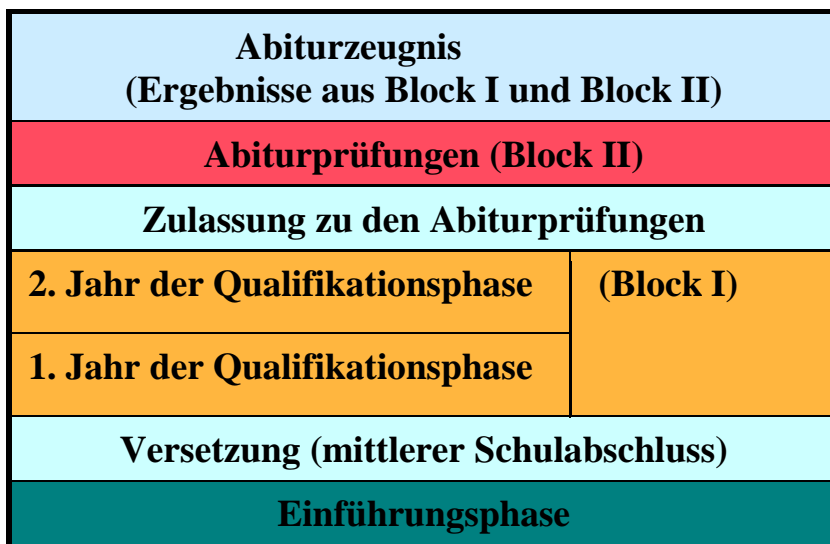 Abiturzeugnis
(Ergebnisse aus Block I und Block II)
Abiturprüfungen (Block II)
Zulassung zu den Abiturprüfungen
2. Jahr der Qualifikationsphase
(Block I)
1. Jahr der Qualifikationsphase
Versetzung (mittlerer Schulabschluss)
Einführungsphase